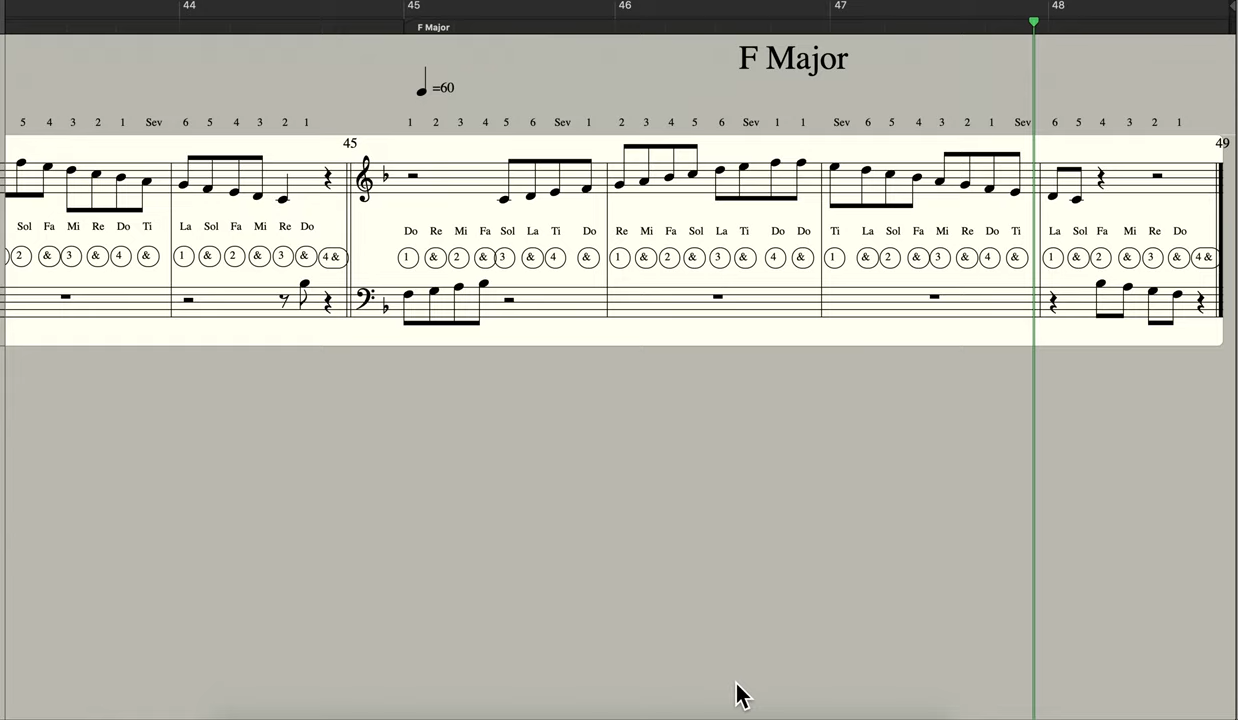 44 45 46 47 48
F Major
F Major
=60
5 4 3 2 1 Sev 6 5 4 3 2 1 1 2 3 4 5 6 Sev 1 2 3 4 5 6 Sev 1 1 Sev 6 5 4 3 2 1 Sev 6 5 4 3 2 1
45 49
Sol Fa Mi Re Do Ti La Sol Fa Mi Re Do Do Re Mi Fa Sol La Ti Do Re Mi Fa Sol La Ti Do Do Ti La Sol Fa Mi Re Do Ti La Sol Fa Mi Re Do
2 & 3 & 4 & 1 & 2 & 3 & 4 & 1 & 2 & 3 & 4 & 1 & 2 & 3 & 4 & 1 & 2 & 3 & 4 & 1 & 2 & 3 & 4 &